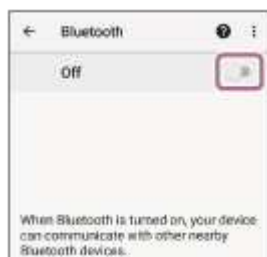 Bluetooth
Off
When Bluetooth is turned on, your device
can communicate with other nearby
Bluetooth devices.